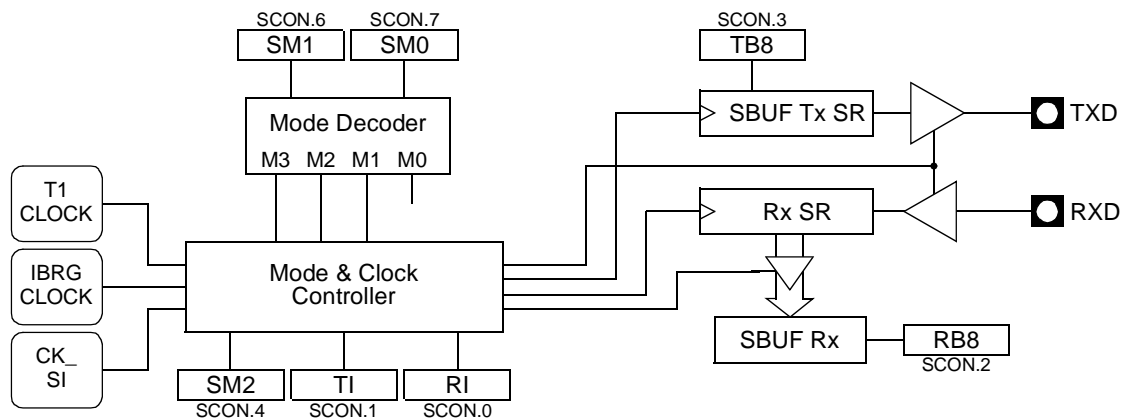 SCON.6 SCON.7 SCON.3
SM1 SM0 TB8
Mode Decoder
M3 M2 M1 M0
SBUF Tx SR
TXD
T1
CLOCK
Rx SR
RXD
IBRG
CLOCK
Mode & Clock
Controller
CK_
SI
SBUF Rx
RB8
SCON.2
SM2 TI RI
SCON.4 SCON.1 SCON.0